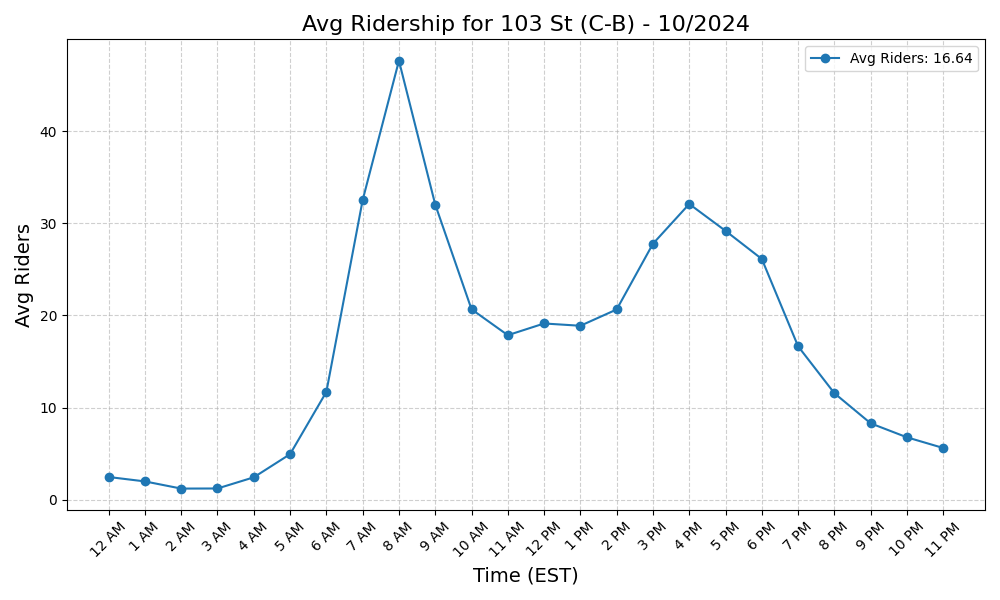 Avg Ridership for 103 St (C-B) - 10/2024
Avg Riders: 16.64
Avg Riders
40
30
20
10
0
12 AM
1 AM
2 AM
3 AM
4 AM
5 AM
6 AM
7 AM
8 AM
9 AM
10 AM
11 AM
12 PM
1 PM
2 PM
3 PM
4 PM
5 PM
6 PM
7 PM
8 PM
9 PM
10 PM
11 PM
Time (EST)